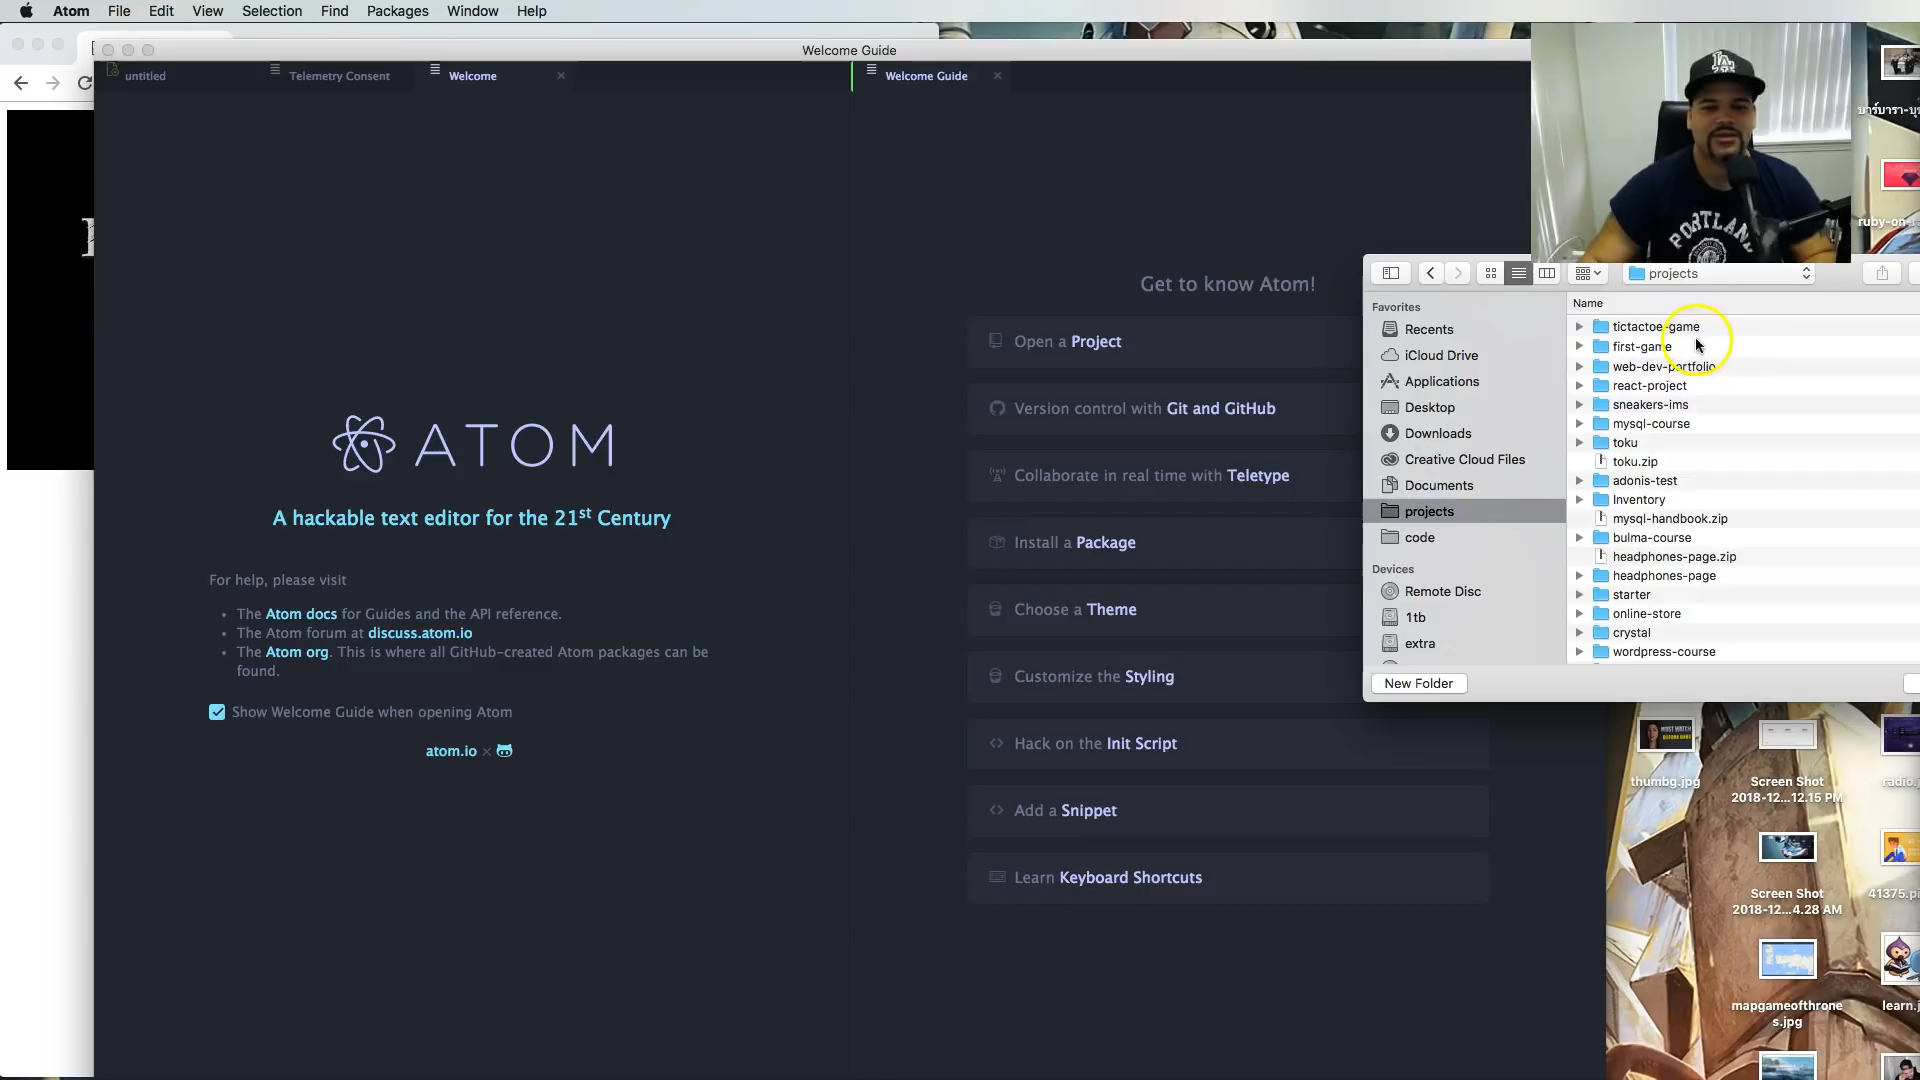 Atom File Edit View Selection Find Packages Window Help
Welcome Guide
untitled
Telemetry Consent
Welcome
Welcome Guide
ATOM
A hackable text editor for the 21st Century
For help, please visit
The Atom docs for Guides and the API reference.
The Atom forum at discuss.atom.io
The Atom org. This is where all GitHub-created Atom packages can be
found.
Show Welcome Guide when opening Atom
atom.io ×
Get to know Atom!
Open a Project
Version control with Git and GitHub
Collaborate in real time with Teletype
Install a Package
Choose a Theme
Customize the Styling
Hack on the Init Script
Add a Snippet
Learn Keyboard Shortcuts
LA
PORTLAND
projects
Favorites
Recents
iCloud Drive
Applications
Desktop
Downloads
Creative Cloud Files
Documents
projects
code
Devices
Remote Disc
1tb
extra
New Folder
Name
tictactoe-game
first-game
web-dev-portfolio
react-project
sneakers-ims
mysql-course
toku
toku.zip
adonis-test
Inventory
mysql-handbook.zip
bulma-course
headphones-page.zip
headphones-page
starter
online-store
crystal
wordpress-course
ruby-on-
thumbg.jpg
Screen Shot
2018-12...12.15 PM
radio.
Screen Shot
2018-12...4.28 AM
41375.pi
mapgameofthrone
s.jpg
learn.j